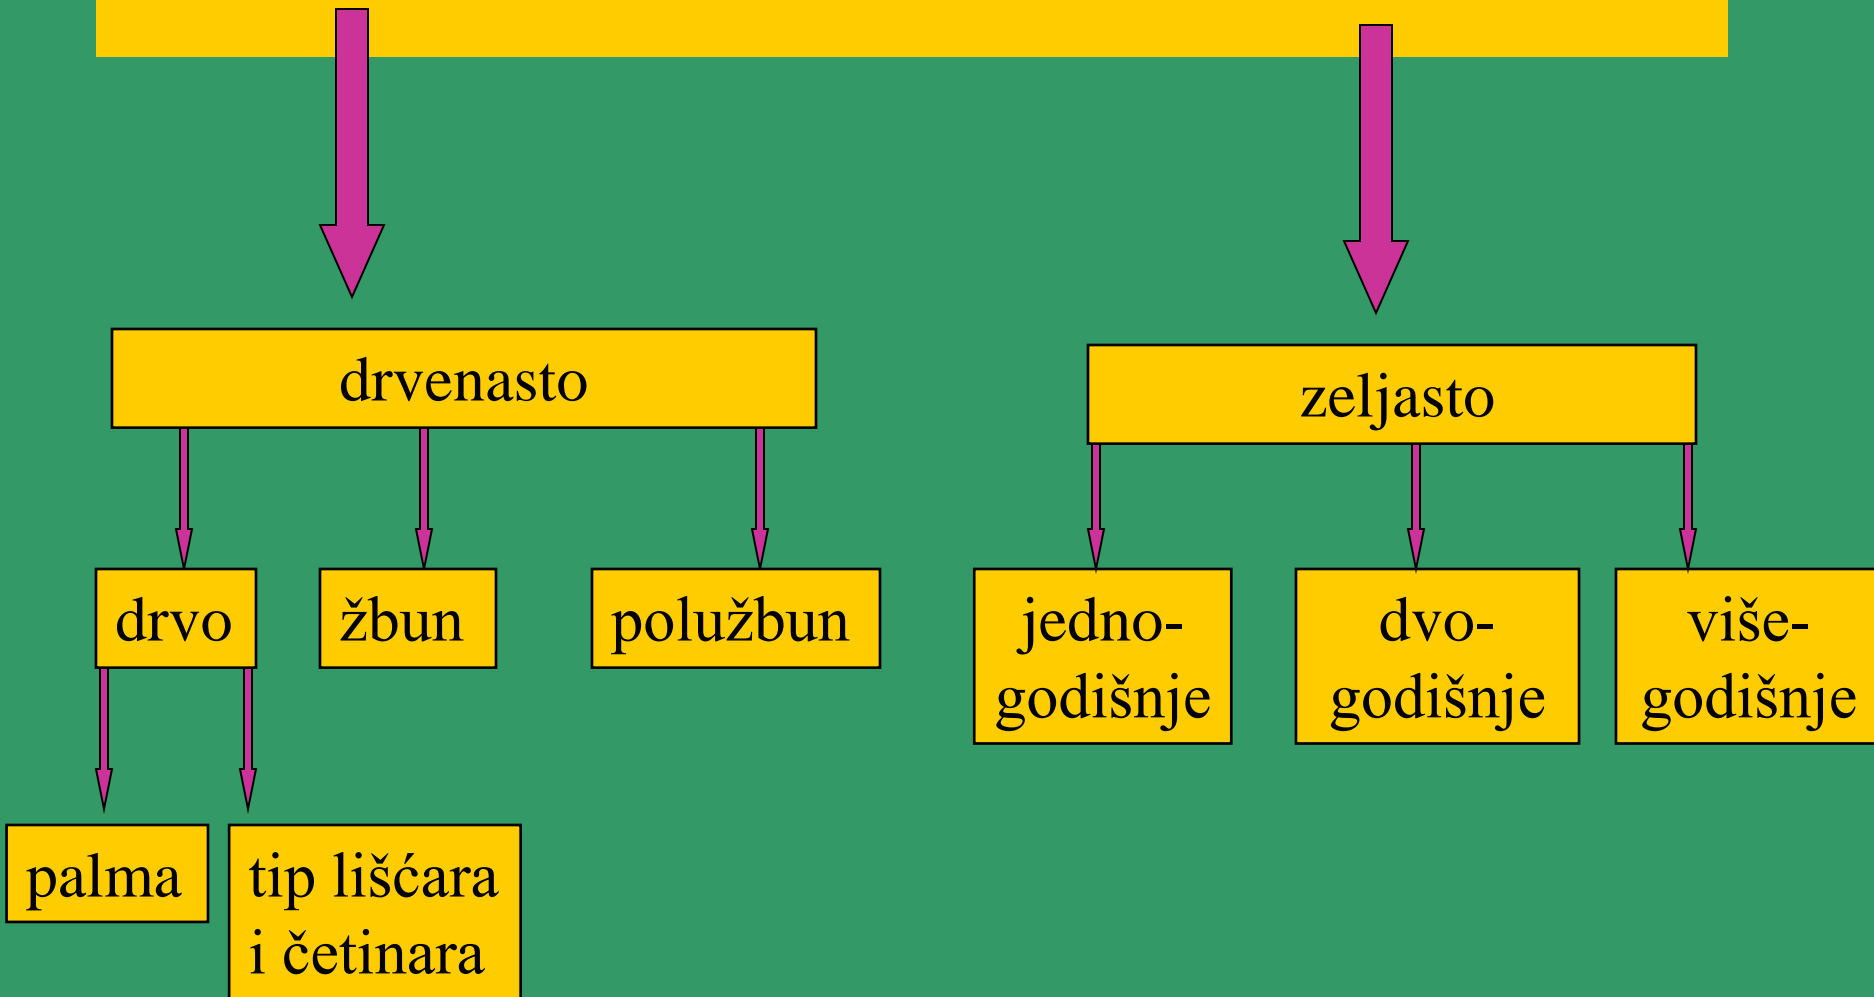 drvenasto
zeljasto
drvo
žbun
polužbun
jedno-
godišnje
dvo-
godišnje
više-
godišnje
palma
tip lišćara
i četinara